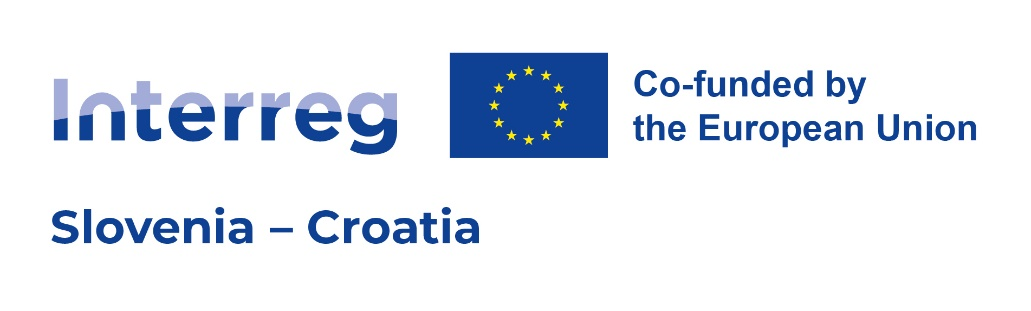 Interreg
Co-funded by
the European Union
Slovenia – Croatia